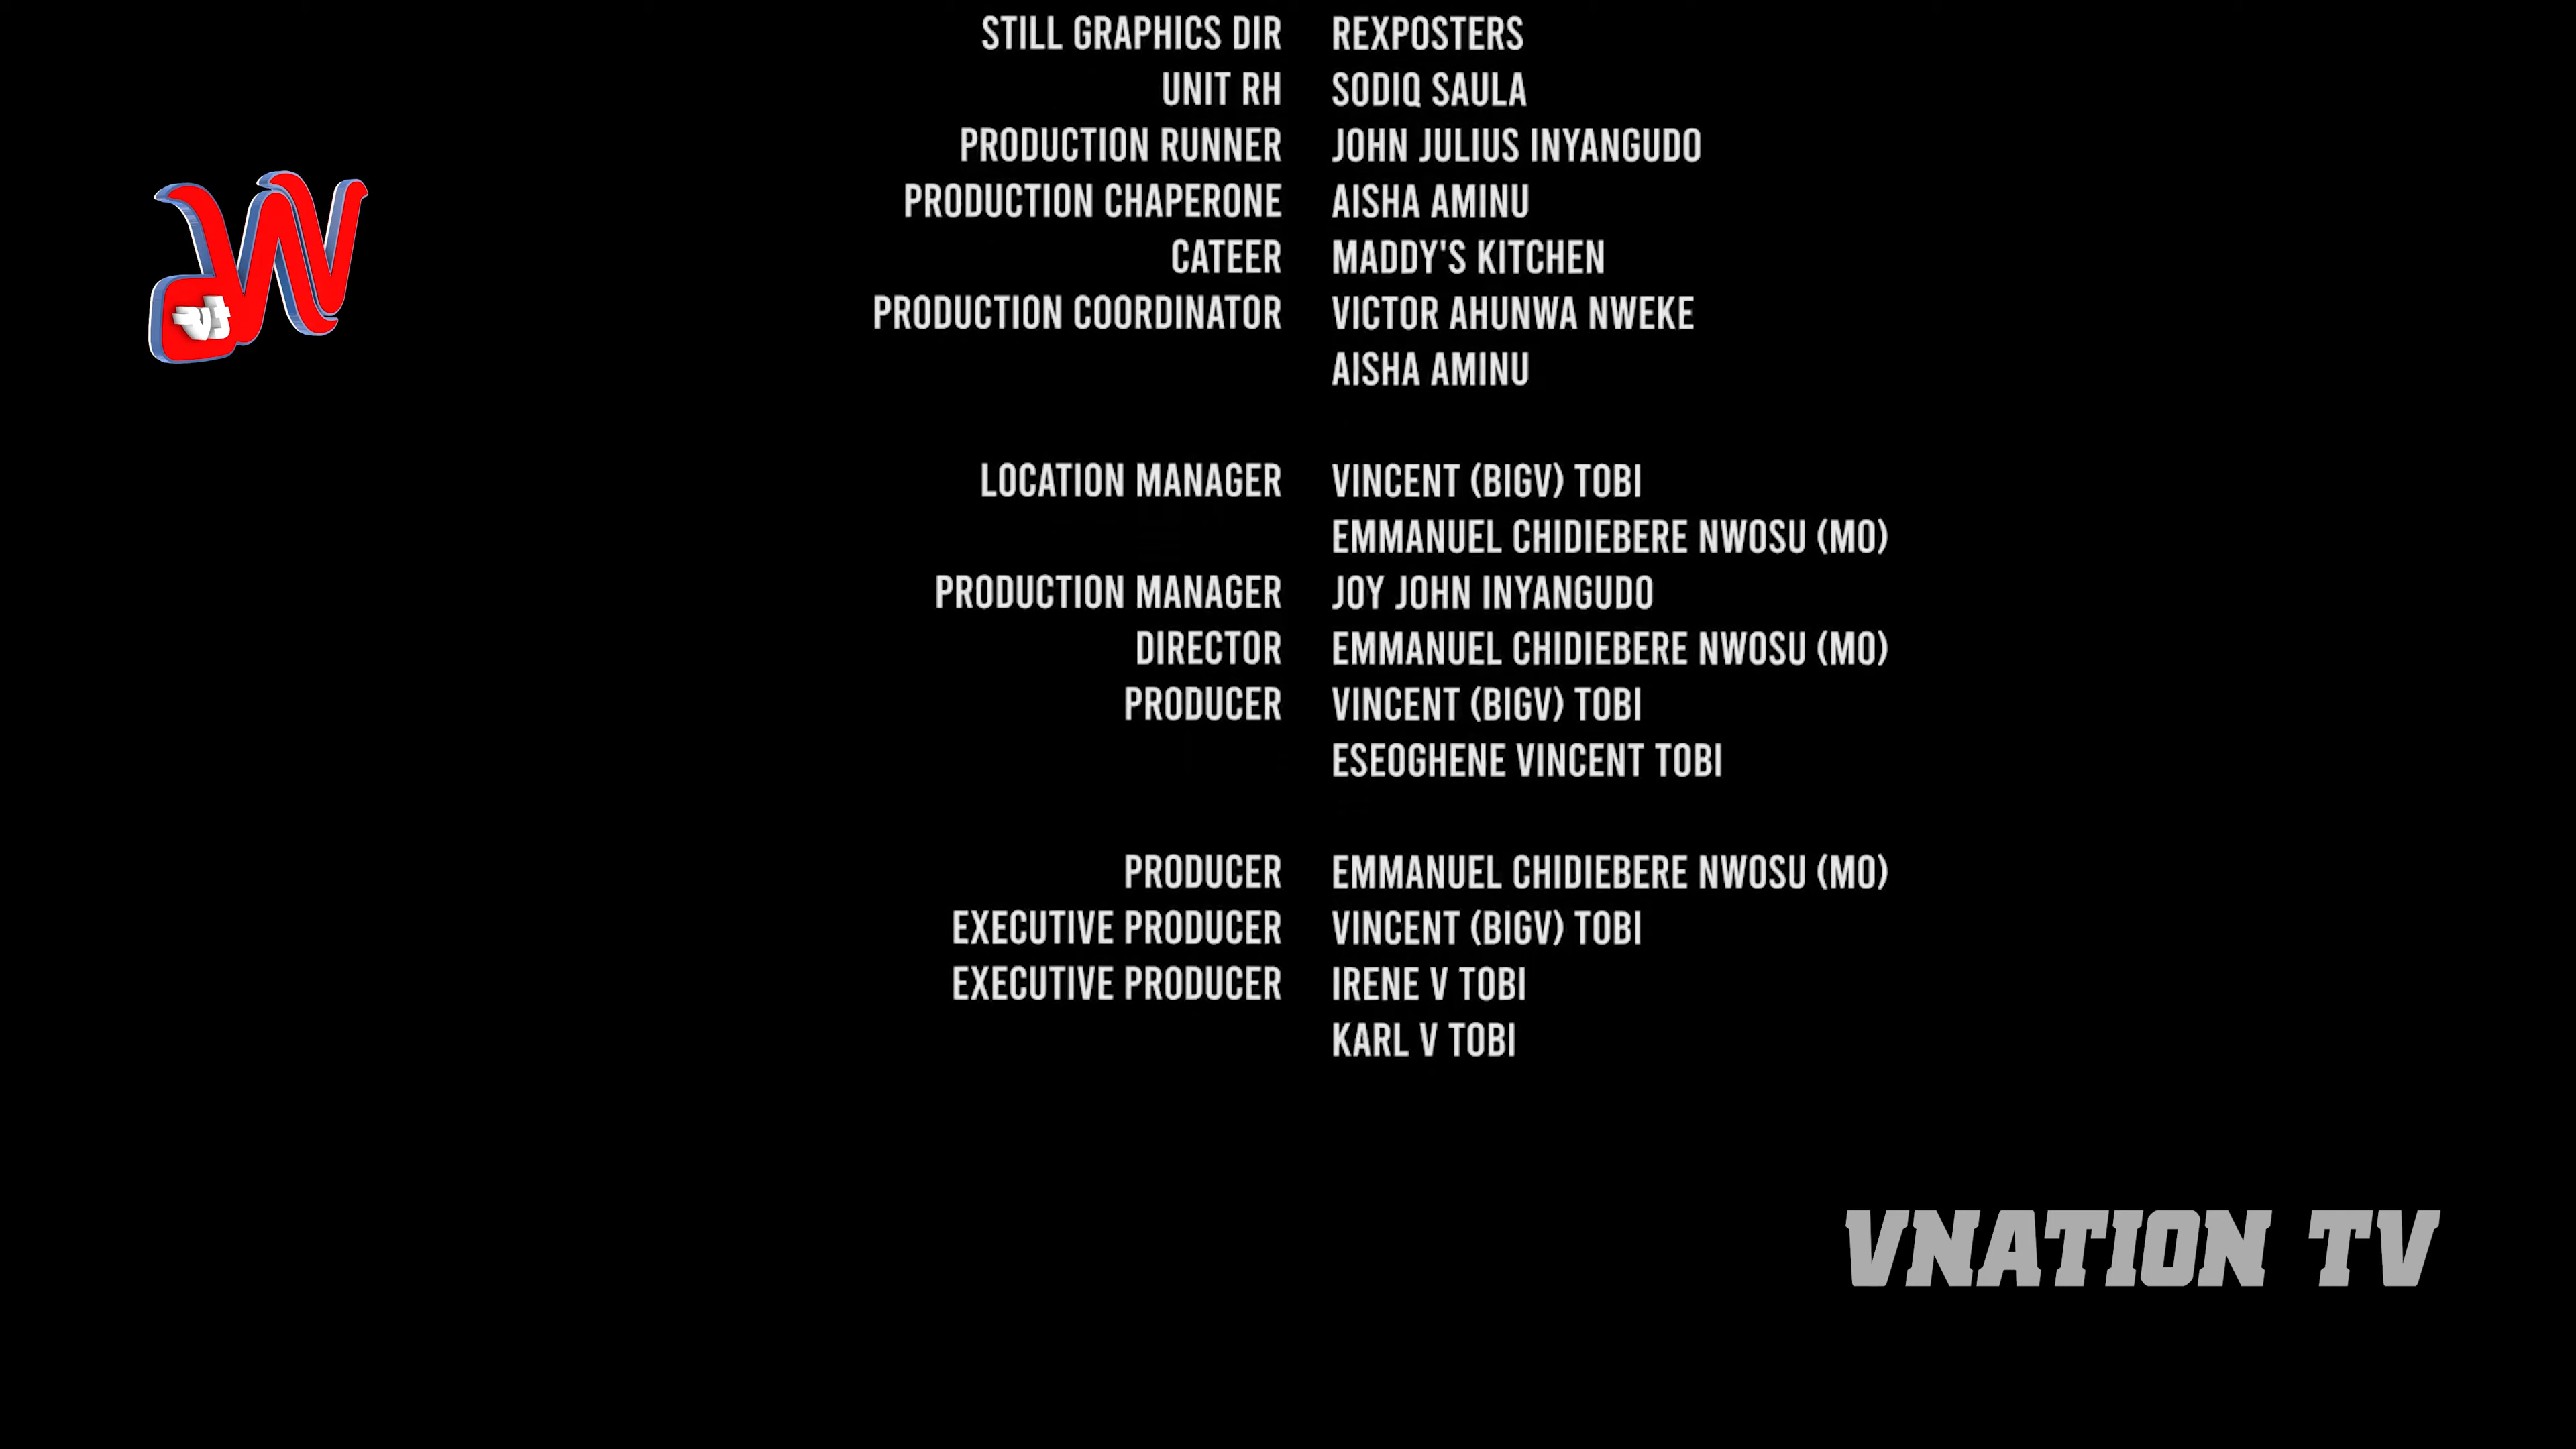 STILL GRAPHICS DIR REXPOSTERS
UNIT RH SODIQ SAULA
PRODUCTION RUNNER JOHN JULIUS INYANGUDO
PRODUCTION CHAPERONE AISHA AMINU
CATEER MADDY'S KITCHEN
PRODUCTION COORDINATOR VICTOR AHUNWA NWEKE
AISHA AMINU
LOCATION MANAGER VINCENT (BIGV) TOBI
EMMANUEL CHIDIEBERE NWOSU (MO)
PRODUCTION MANAGER JOY JOHN INYANGUDO
DIRECTOR EMMANUEL CHIDIEBERE NWOSU (MO)
PRODUCER VINCENT (BIGV) TOBI
ESEOGHENE VINCENT TOBI
PRODUCER EMMANUEL CHIDIEBERE NWOSU (MO)
EXECUTIVE PRODUCER VINCENT (BIGV) TOBI
EXECUTIVE PRODUCER IRENE V TOBI
KARL V TOBI
VNATION TV